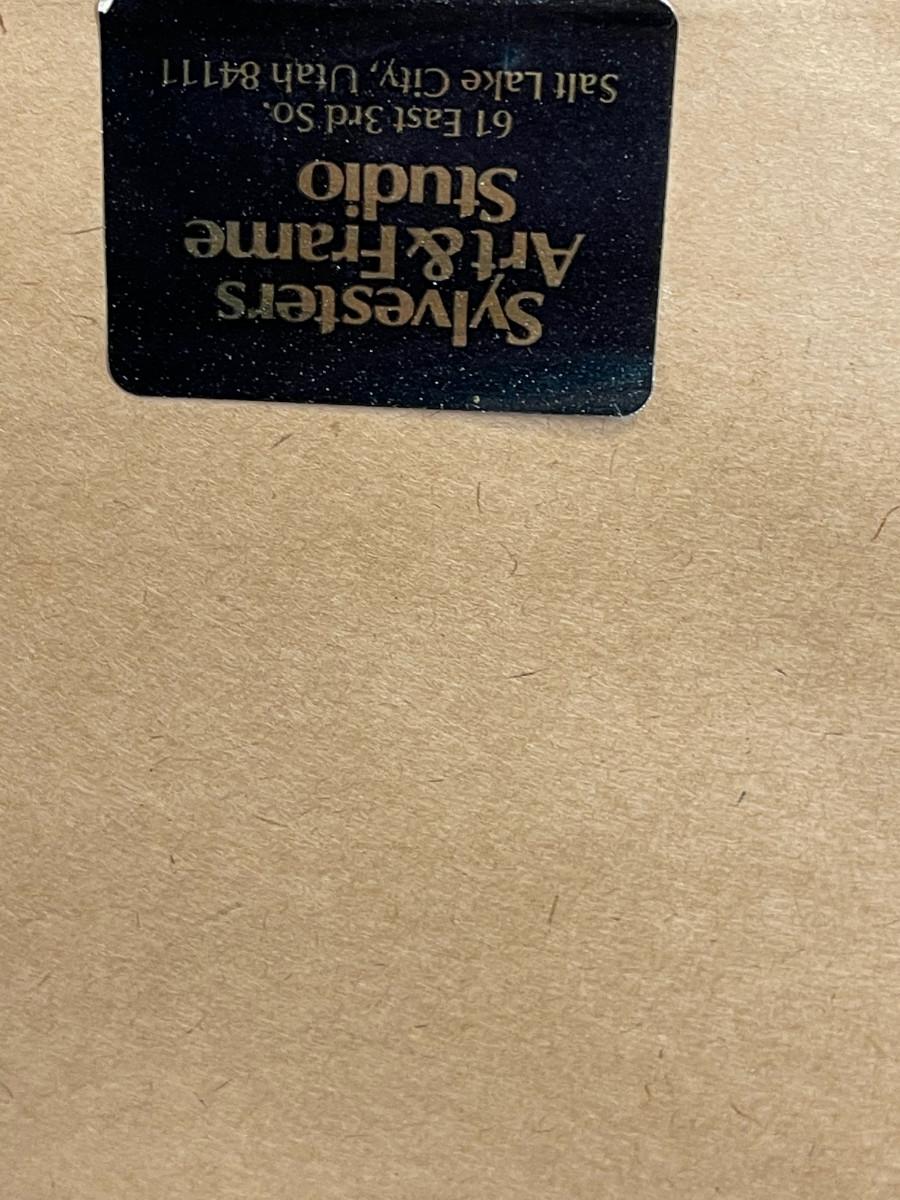 Sylvesters
Art & Frame
Studio
61 East 3rd So.
Salt Lake City, Utah 84111